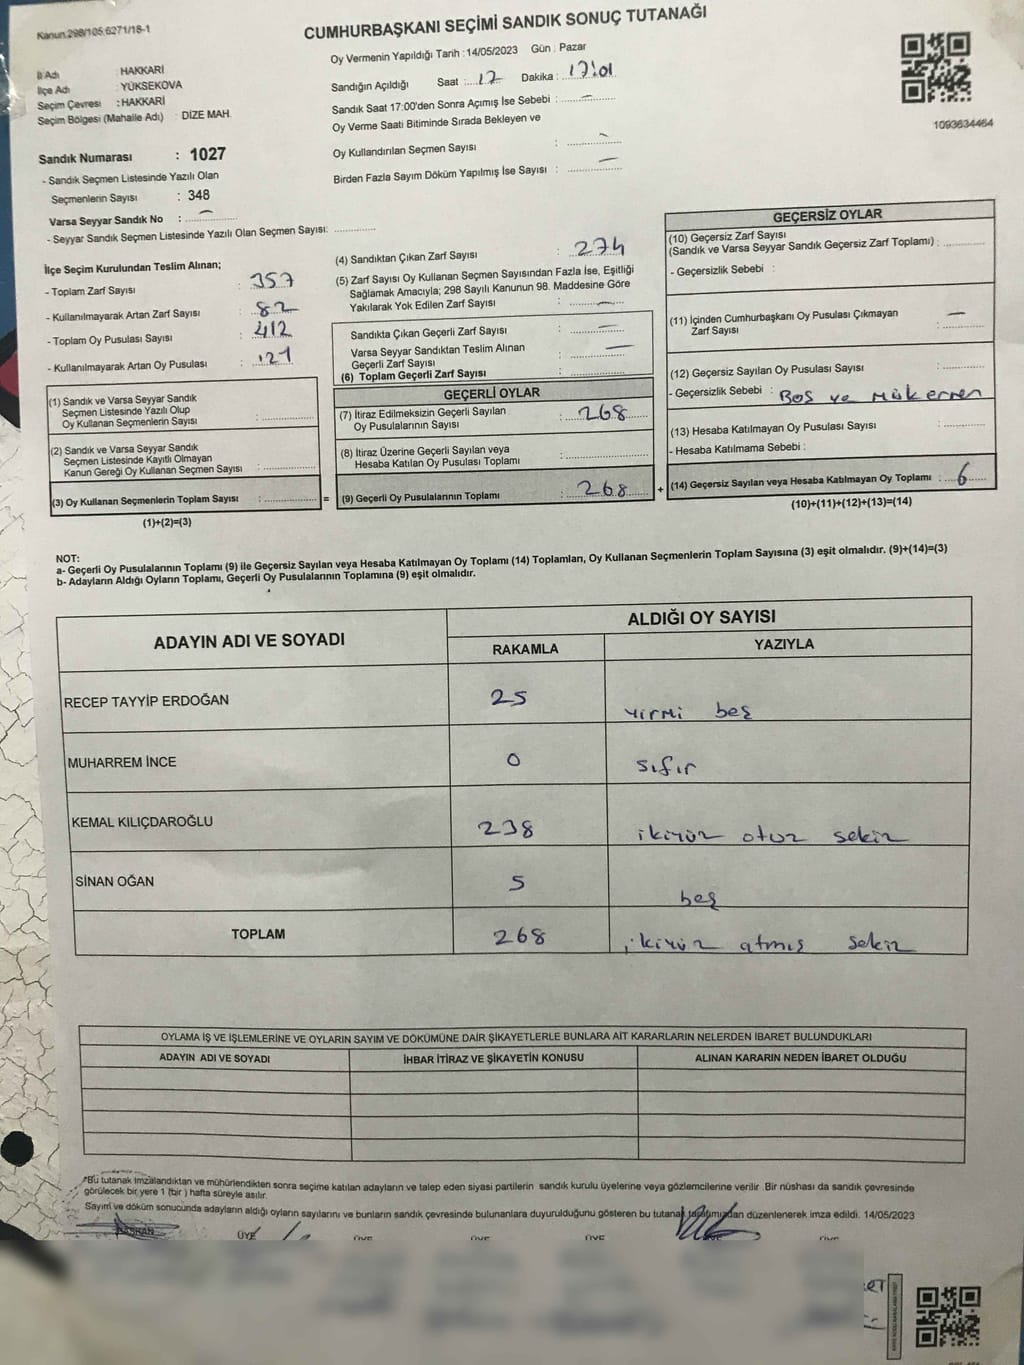 Kanun.298/105,6271/18-1
CUMHURBAŞKANI SEÇİMİ SANDIK SONUÇ TUTANAĞI
İl Adı : HAKKARİ
İlçe Adı : YÜKSEKOVA
Seçim Çevresi : HAKKARİ
Seçim Bölgesi (Mahalle Adı) : DİZE MAH.
Oy Vermenin Yapıldığı Tarih : 14/05/2023 Gün : Pazar
Sandığın Açıldığı Saat : 17 Dakika : 17:01
Sandık Saat 17:00'den Sonra Açımış İse Sebebi : —
Oy Verme Saati Bitiminde Sırada Bekleyen ve
Oy Kullandırılan Seçmen Sayısı : —
Birden Fazla Sayım Döküm Yapılmış İse Sayısı : —
1093634464
Sandık Numarası : 1027
- Sandık Seçmen Listesinde Yazılı Olan
Seçmenlerin Sayısı : 348
Varsa Seyyar Sandık No : —
- Seyyar Sandık Seçmen Listesinde Yazılı Olan Seçmen Sayısı:
İlçe Seçim Kurulundan Teslim Alınan;
- Toplam Zarf Sayısı : 357
- Kullanılmayarak Artan Zarf Sayısı : 82
- Toplam Oy Pusulası Sayısı : 412
- Kullanılmayarak Artan Oy Pusulası : 121
(1) Sandık ve Varsa Seyyar Sandık
Seçmen Listesinde Yazılı Olup
Oy Kullanan Seçmenlerin Sayısı :
(2) Sandık ve Varsa Seyyar Sandık
Seçmen Listesinde Kayıtlı Olmayan
Kanun Gereği Oy Kullanan Seçmen Sayısı :
(3) Oy Kullanan Seçmenlerin Toplam Sayısı : =
(1)+(2)=(3)
(4) Sandıktan Çıkan Zarf Sayısı : 274
(5) Zarf Sayısı Oy Kullanan Seçmen Sayısından Fazla İse, Eşitliği
Sağlamak Amacıyla; 298 Sayılı Kanunun 98. Maddesine Göre
Yakılarak Yok Edilen Zarf Sayısı : —
Sandıkta Çıkan Geçerli Zarf Sayısı : —
Varsa Seyyar Sandıktan Teslim Alınan
Geçerli Zarf Sayısı : —
(6) Toplam Geçerli Zarf Sayısı :
GEÇERLİ OYLAR
(7) İtiraz Edilmeksizin Geçerli Sayılan
Oy Pusulalarının Sayısı : 268
(8) İtiraz Üzerine Geçerli Sayılan veya
Hesaba Katılan Oy Pusulası Toplamı :
(9) Geçerli Oy Pusulalarının Toplamı : 268 +
GEÇERSİZ OYLAR
(10) Geçersiz Zarf Sayısı
(Sandık ve Varsa Seyyar Sandık Geçersiz Zarf Toplamı) :
- Geçersizlik Sebebi :
(11) İçinden Cumhurbaşkanı Oy Pusulası Çıkmayan
Zarf Sayısı : —
(12) Geçersiz Sayılan Oy Pusulası Sayısı :
- Geçersizlik Sebebi : Boş ve Mükerrer
(13) Hesaba Katılmayan Oy Pusulası Sayısı :
- Hesaba Katılmama Sebebi :
(14) Geçersiz Sayılan veya Hesaba Katılmayan Oy Toplamı : 6
(10)+(11)+(12)+(13)=(14)
NOT:
a- Geçerli Oy Pusulalarının Toplamı (9) ile Geçersiz Sayılan veya Hesaba Katılmayan Oy Toplamı (14) Toplamları, Oy Kullanan Seçmenlerin Toplam Sayısına (3) eşit olmalıdır. (9)+(14)=(3)
b- Adayların Aldığı Oyların Toplamı, Geçerli Oy Pusulalarının Toplamına (9) eşit olmalıdır.
ADAYIN ADI VE SOYADI
ALDIĞI OY SAYISI
RAKAMLA YAZIYLA
RECEP TAYYİP ERDOĞAN 25 yirmi beş
MUHARREM İNCE 0 sıfır
KEMAL KILIÇDAROĞLU 238 ikiyüz otuz sekiz
SİNAN OĞAN 5 beş
TOPLAM 268 ikiyüz atmış sekiz
OYLAMA İŞ VE İŞLEMLERİNE VE OYLARIN SAYIM VE DÖKÜMÜNE DAİR ŞİKAYETLERLE BUNLARA AİT KARARLARIN NELERDEN İBARET BULUNDUKLARI
ADAYIN ADI VE SOYADI İHBAR İTİRAZ VE ŞİKAYETİN KONUSU ALINAN KARARIN NEDEN İBARET OLDUĞU
*Bu tutanak imzalandıktan ve mühürlendikten sonra seçime katılan adayların ve talep eden siyasi partilerin sandık kurulu üyelerine veya gözlemcilerine verilir. Bir nüshası da sandık çevresinde
görülecek bir yere 1 (bir ) hafta süreyle asılır.
Sayım ve döküm sonucunda adayların aldığı oyların sayılarını ve bunların sandık çevresinde bulunanlara duyurulduğunu gösteren bu tutanak tarafımızdan düzenlenerek imza edildi. 14/05/2023
BAŞKAN ÜYE ÜYE ÜYE ÜYE